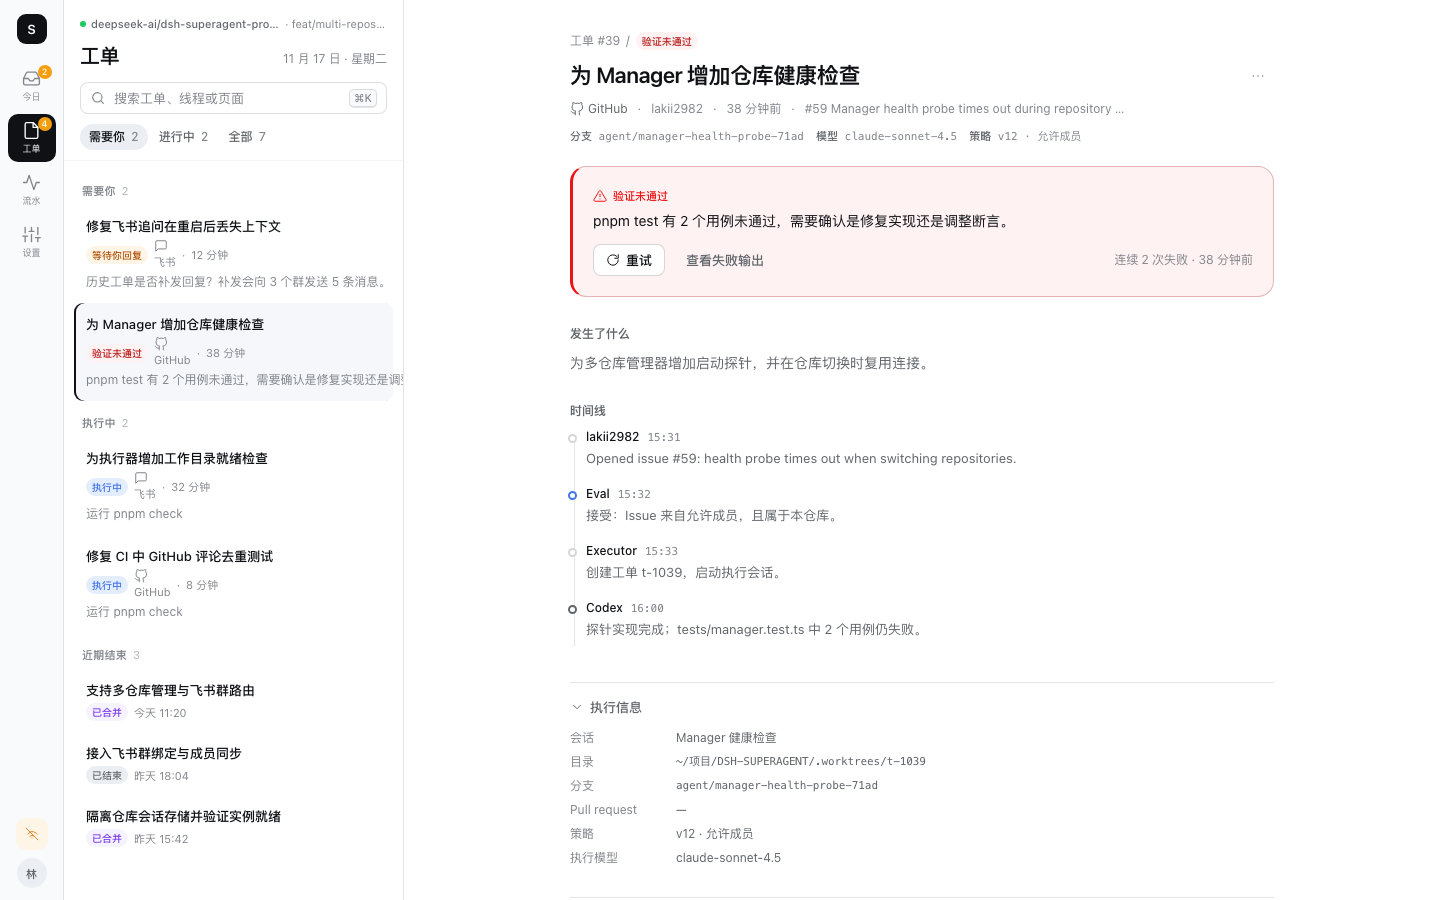 S
2
今日
4
工单
流水
设置
林
deepseek-ai/dsh-superagent-pro... · feat/multi-repos...
工单 11 月 17 日 · 星期二
搜索工单、线程或页面 ⌘K
需要你 2 进行中 2 全部 7
需要你 2
修复飞书追问在重启后丢失上下文
等待你回复 飞书 · 12 分钟
历史工单是否补发回复？补发会向 3 个群发送 5 条消息。
为 Manager 增加仓库健康检查
验证未通过 GitHub · 38 分钟
pnpm test 有 2 个用例未通过，需要确认是修复实现还是调
执行中 2
为执行器增加工作目录就绪检查
执行中 飞书 · 32 分钟
运行 pnpm check
修复 CI 中 GitHub 评论去重测试
执行中 GitHub · 8 分钟
运行 pnpm check
近期结束 3
支持多仓库管理与飞书群路由
已合并 今天 11:20
接入飞书群绑定与成员同步
已结束 昨天 18:04
隔离仓库会话存储并验证实例就绪
已合并 昨天 15:42
工单 #39 / 验证未通过
为 Manager 增加仓库健康检查 ···
GitHub · lakii2982 · 38 分钟前 · #59 Manager health probe times out during repository ...
分支 agent/manager-health-probe-71ad 模型 claude-sonnet-4.5 策略 v12 · 允许成员
验证未通过
pnpm test 有 2 个用例未通过，需要确认是修复实现还是调整断言。
重试 查看失败输出 连续 2 次失败 · 38 分钟前
发生了什么
为多仓库管理器增加启动探针，并在仓库切换时复用连接。
时间线
lakii2982 15:31
Opened issue #59: health probe times out when switching repositories.
Eval 15:32
接受：Issue 来自允许成员，且属于本仓库。
Executor 15:33
创建工单 t-1039，启动执行会话。
Codex 16:00
探针实现完成；tests/manager.test.ts 中 2 个用例仍失败。
执行信息
会话 Manager 健康检查
目录 ~/项目/DSH-SUPERAGENT/.worktrees/t-1039
分支 agent/manager-health-probe-71ad
Pull request —
策略 v12 · 允许成员
执行模型 claude-sonnet-4.5